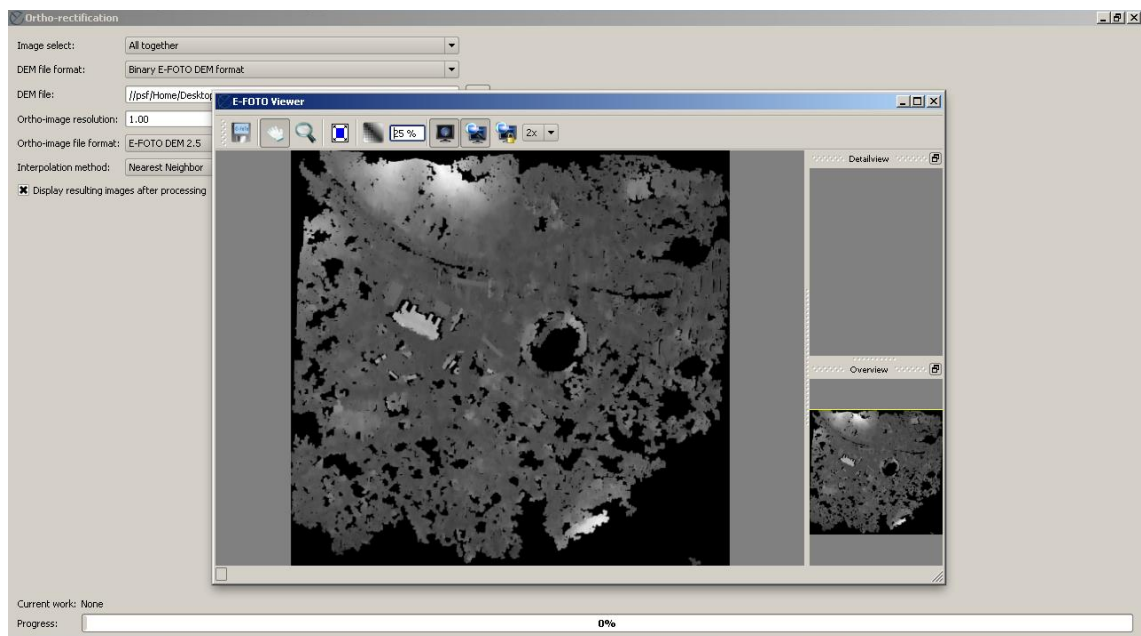 Ortho-rectification
Image select: All together
DEM file format: Binary E-FOTO DEM format
DEM file: //psf/Home/Desktop
Ortho-image resolution: 1.00
Ortho-image file format: E-FOTO DEM 2.5
Interpolation method: Nearest Neighbor
Display resulting images after processing
E-FOTO Viewer
25 % 2x
Detailview
Overview
Current work: None
Progress: 0%